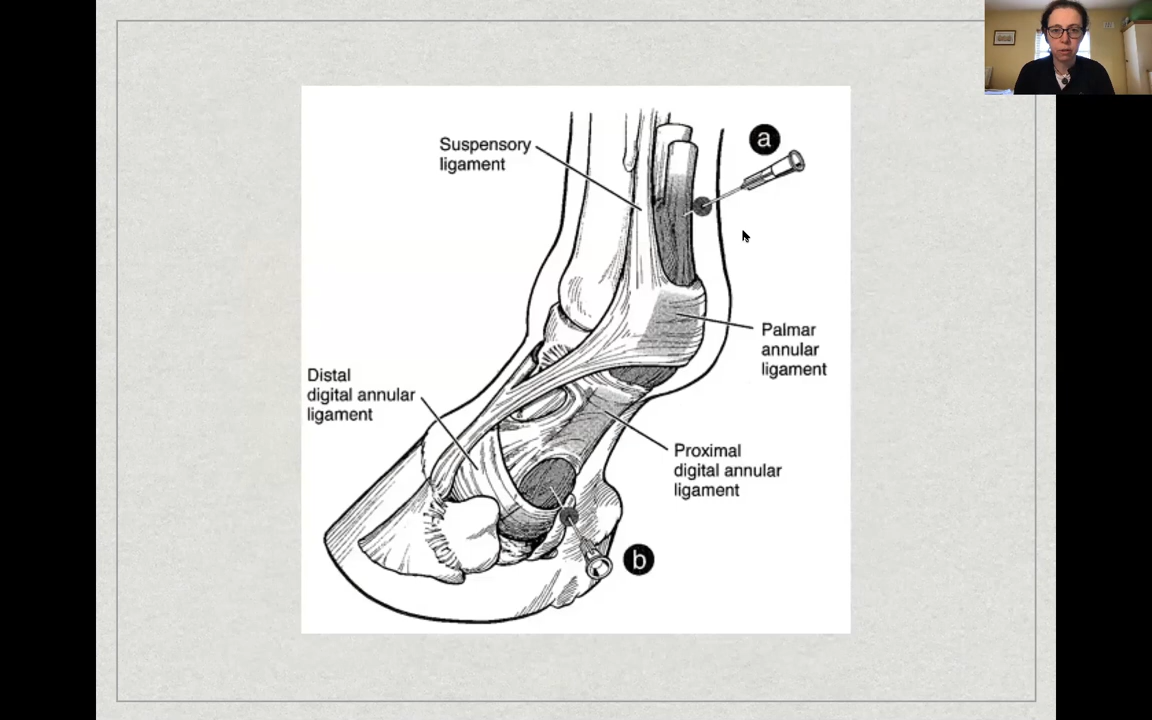 Suspensory
ligament
a
Palmar
annular
ligament
Distal
digital annular
ligament
Proximal
digital annular
ligament
b